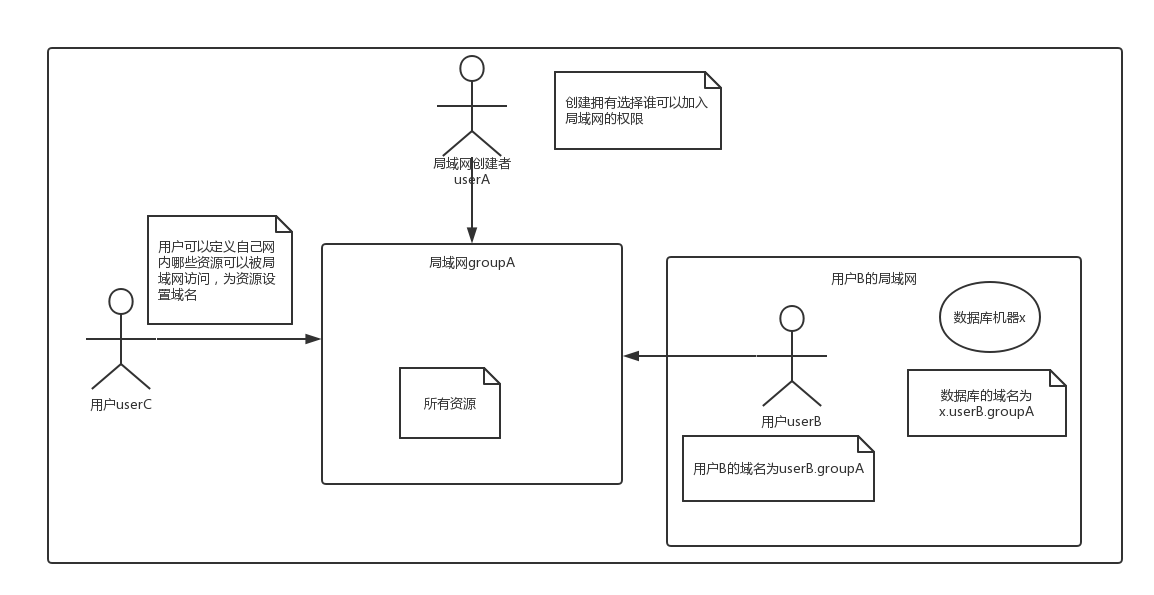 创建拥有选择谁可以加入
局域网的权限
局域网创建者
userA
用户可以定义自己网
内哪些资源可以被局
域网访问，为资源设
置域名
用户userC
局域网groupA
所有资源
用户B的局域网
数据库机器x
数据库的域名为
x.userB.groupA
用户userB
用户B的域名为userB.groupA